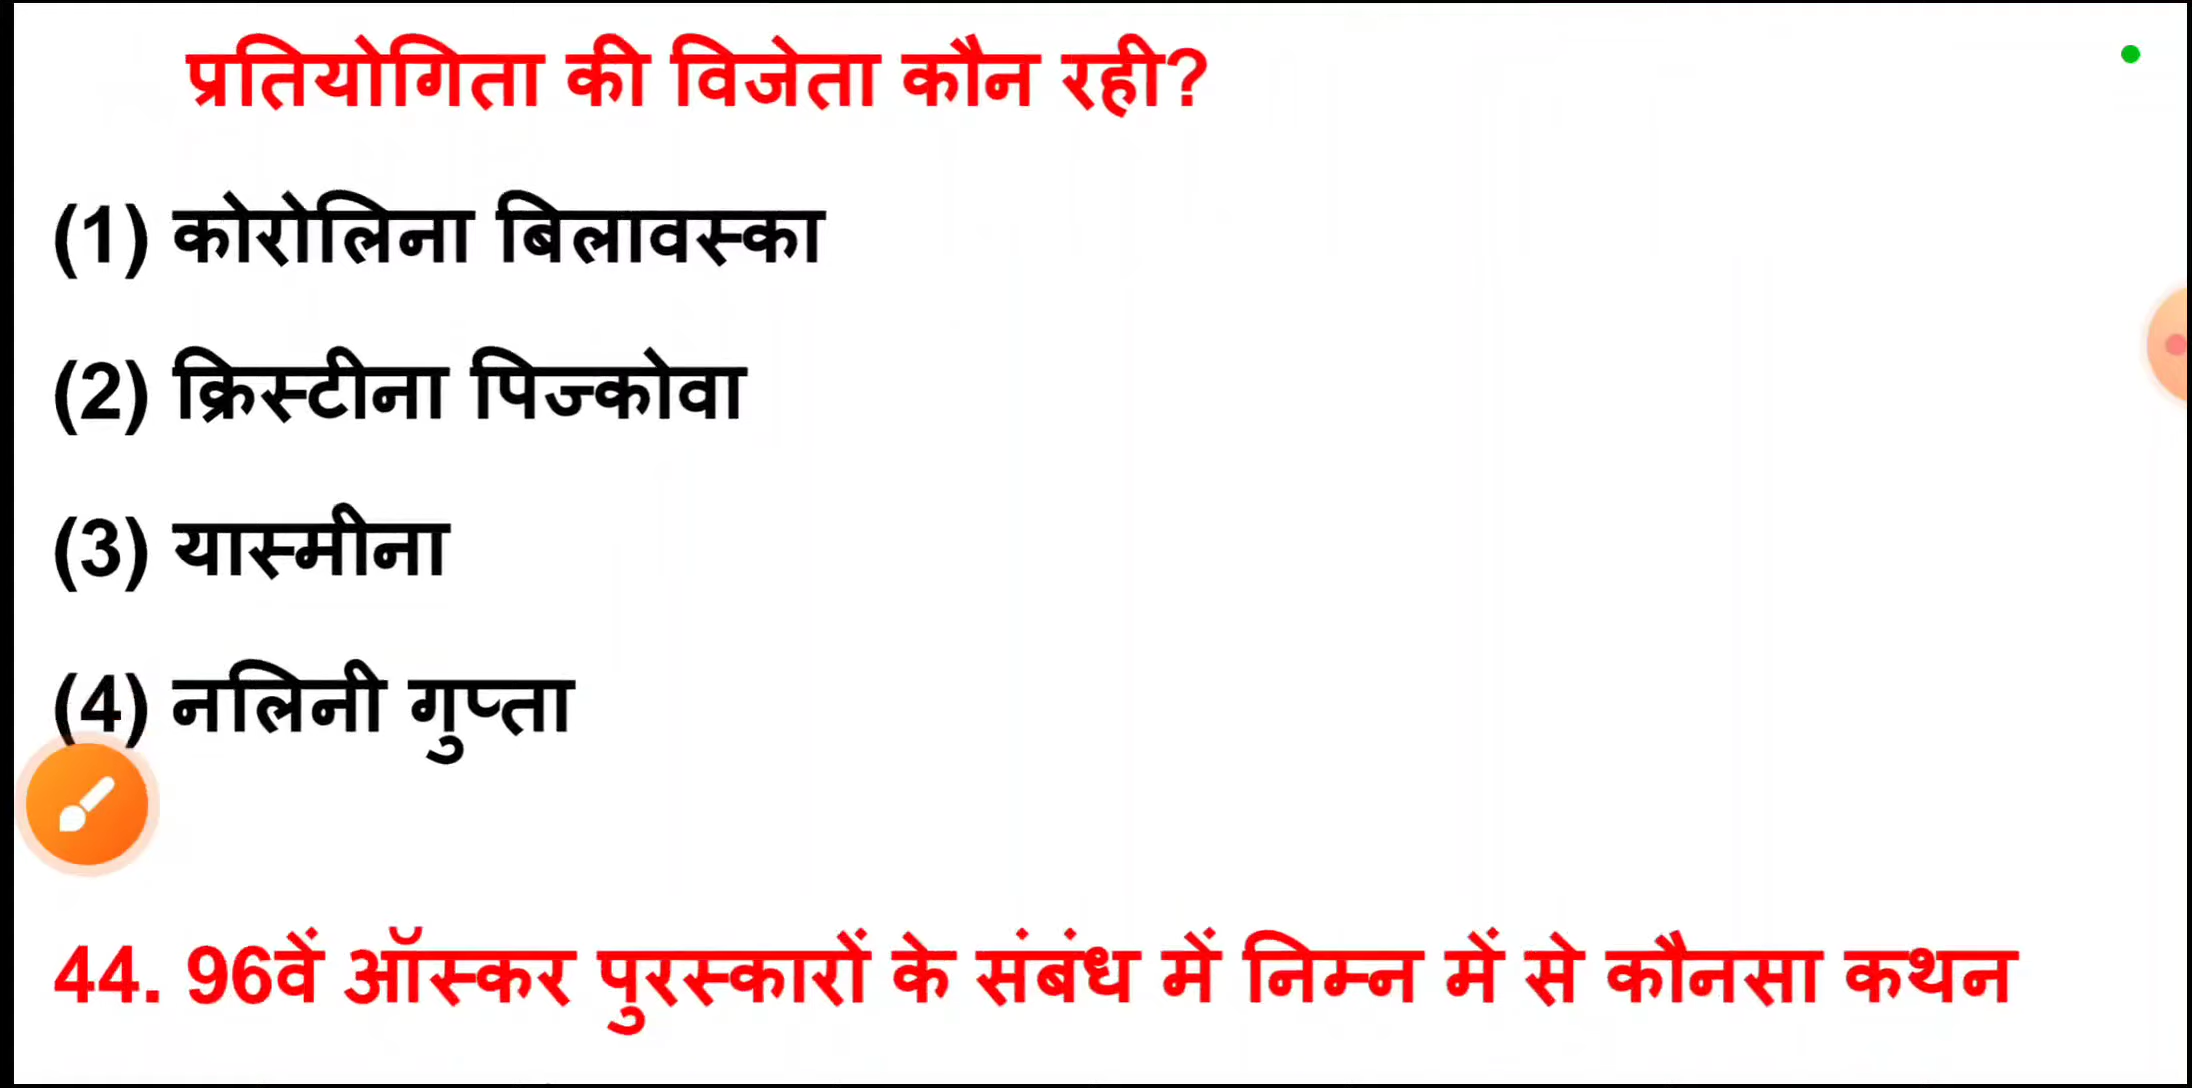 प्रतियोगिता की विजेता कौन रही?
(1) कोरोलिना बिलावस्का
(2) क्रिस्टीना पिज्कोवा
(3) यास्मीना
(4) नलिनी गुप्ता
44. 96वें ऑस्कर पुरस्कारों के संबंध में निम्न में से कौनसा कथन